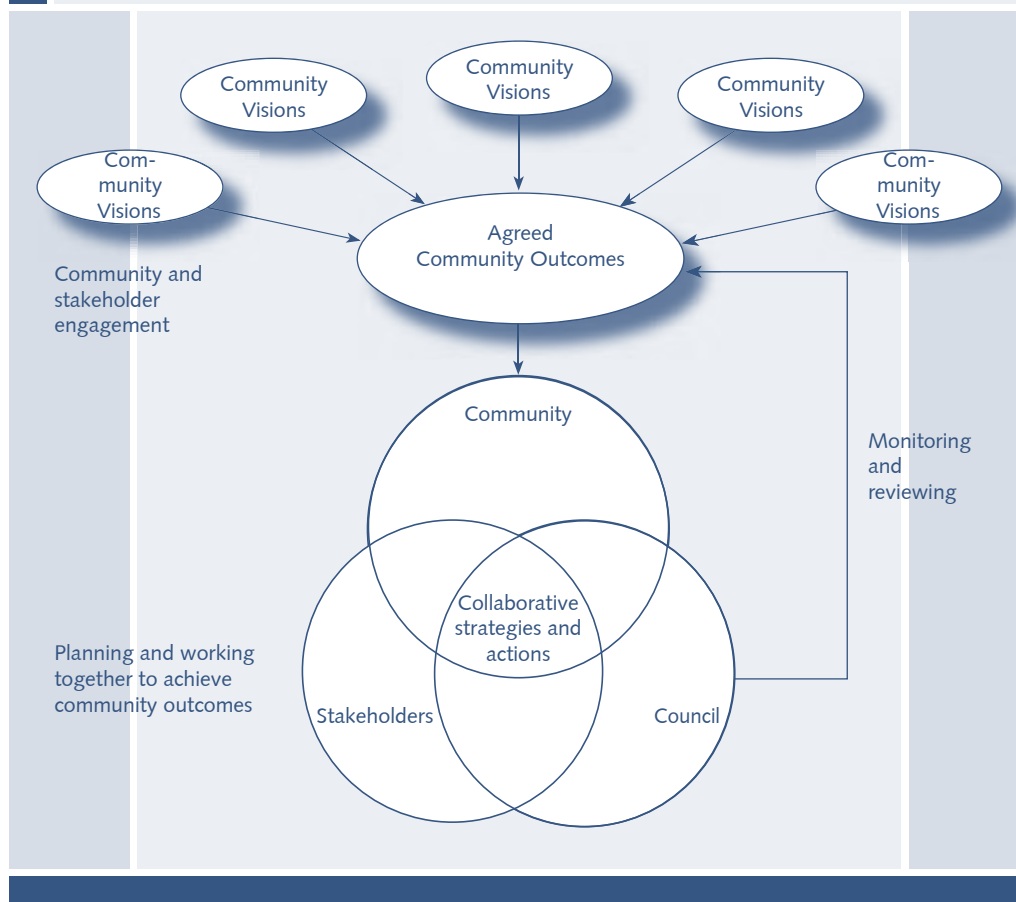 Community
Visions
Community
Visions
Community
Visions
Com-
munity
Visions
Com-
munity
Visions
Agreed
Community Outcomes
Community and
stakeholder
engagement
Community
Monitoring
and
reviewing
Collaborative
strategies and
actions
Planning and working
together to achieve
community outcomes
Stakeholders
Council